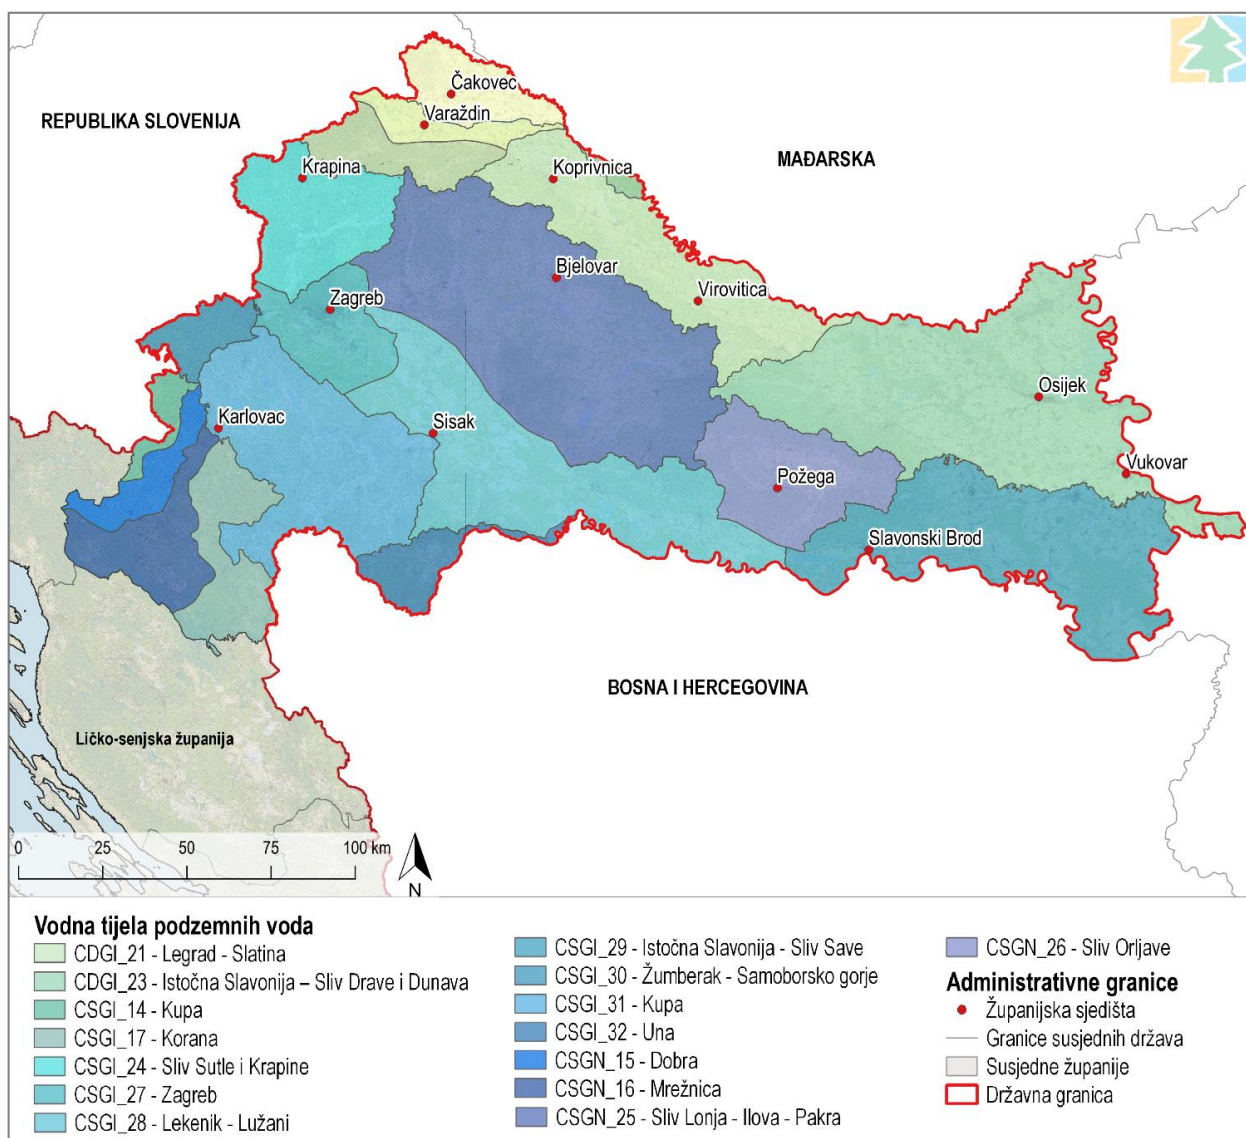 Čakovec
Varaždin
REPUBLIKA SLOVENIJA
MAĐARSKA
Krapina
Koprivnica
Bjelovar
Zagreb
Virovitica
Osijek
Karlovac
Sisak
Vukovar
Požega
Slavonski Brod
BOSNA I HERCEGOVINA
Ličko-senjska županija
0 25 50 75 100 km
N
Vodna tijela podzemnih voda
CDGI_21 - Legrad - Slatina
CDGI_23 - Istočna Slavonija – Sliv Drave i Dunava
CSGI_14 - Kupa
CSGI_17 - Korana
CSGI_24 - Sliv Sutle i Krapine
CSGI_27 - Zagreb
CSGI_28 - Lekenik - Lužani
CSGI_29 - Istočna Slavonija - Sliv Save
CSGI_30 - Žumberak - Samoborsko gorje
CSGI_31 - Kupa
CSGI_32 - Una
CSGN_15 - Dobra
CSGN_16 - Mrežnica
CSGN_25 - Sliv Lonja - Ilova - Pakra
CSGN_26 - Sliv Orljave
Administrativne granice
Županijska sjedišta
Granice susjednih država
Susjedne županije
Državna granica